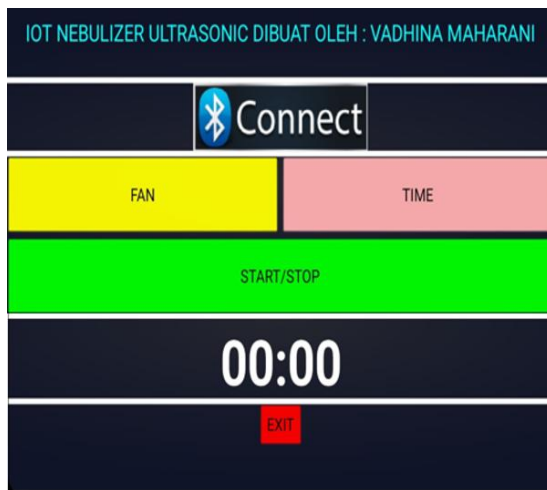 IOT NEBULIZER ULTRASONIC DIBUAT OLEH : VADHINA MAHARANI
Connect
FAN TIME
START/STOP
00:00
EXIT